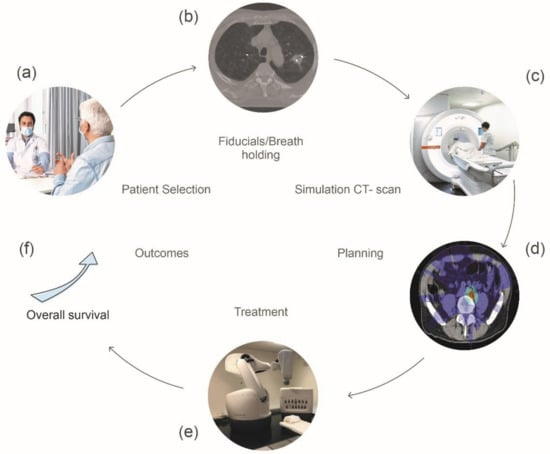 (b)
(a)
(c)
Fiducials/Breath
holding
Patient Selection
Simulation CT- scan
(f)
Outcomes
Planning
(d)
Overall survival
Treatment
(e)